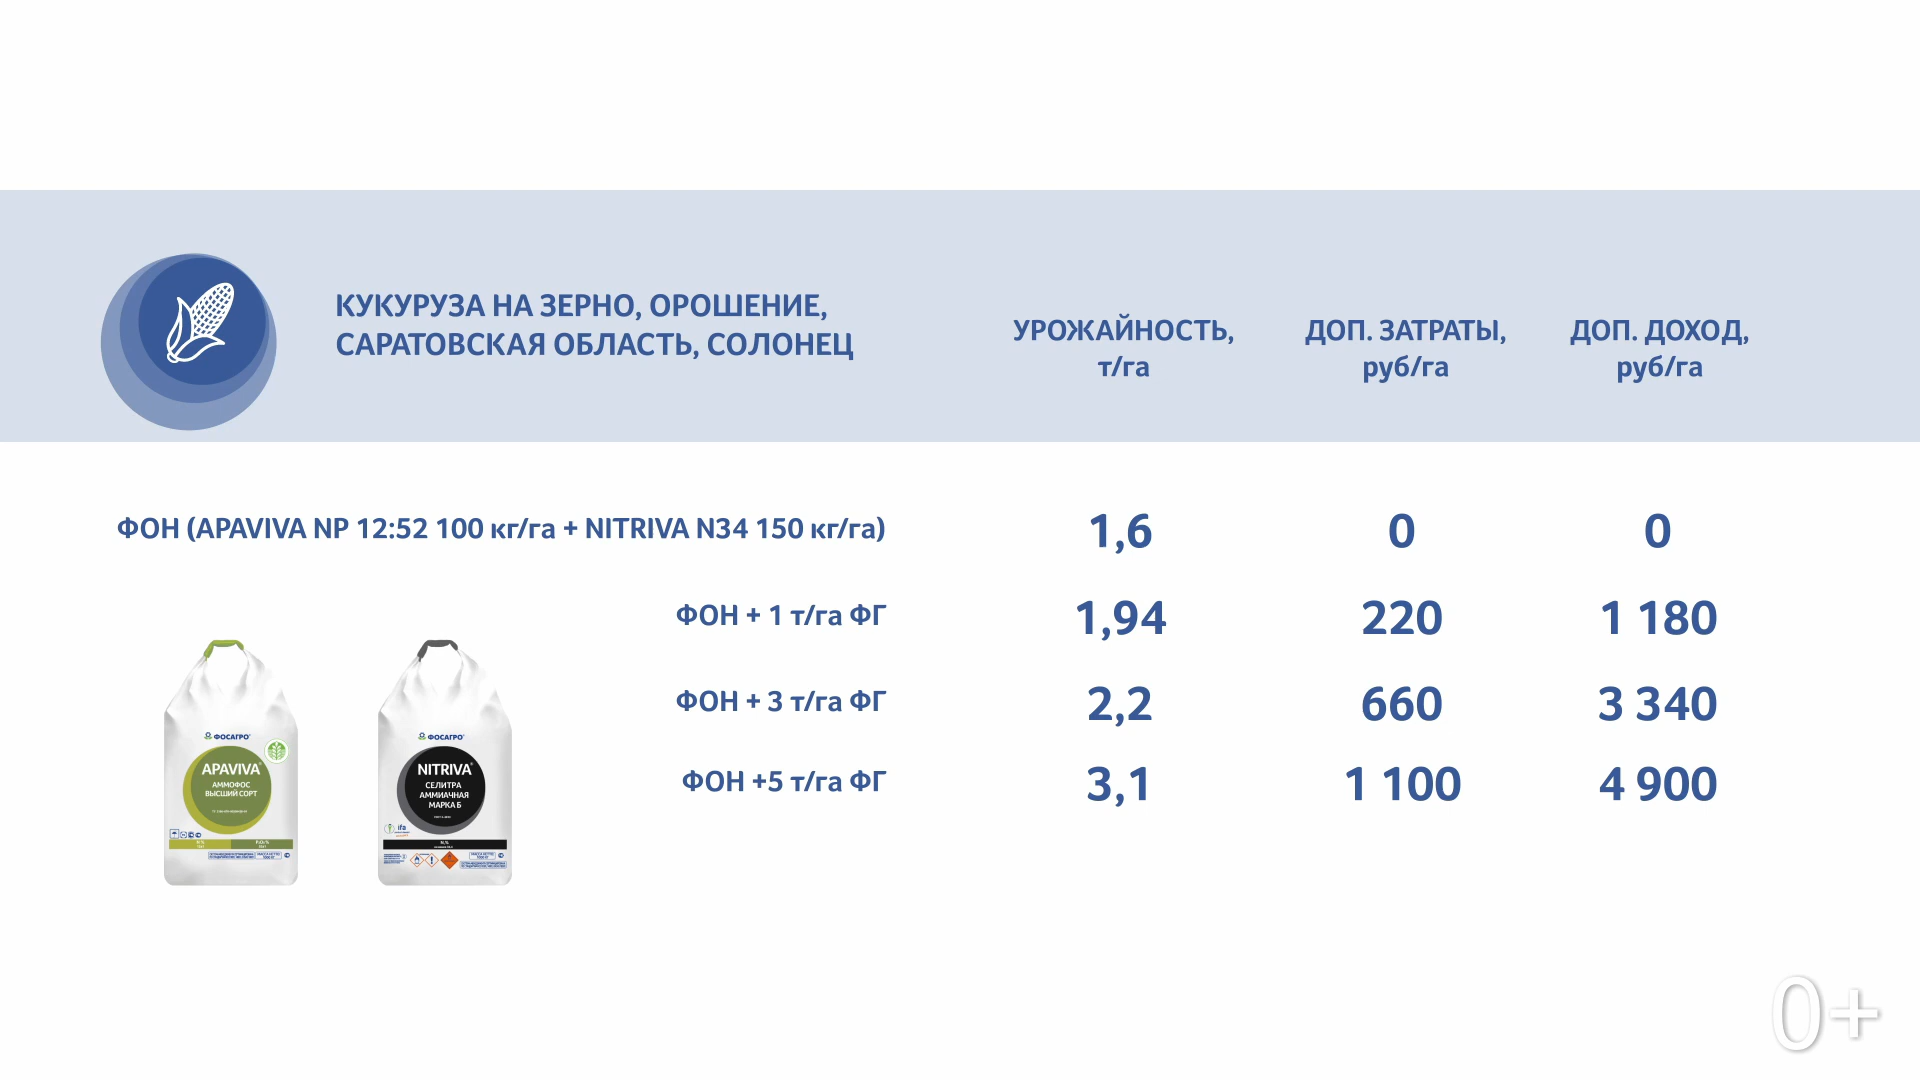 КУКУРУЗА НА ЗЕРНО, ОРОШЕНИЕ,
САРАТОВСКАЯ ОБЛАСТЬ, СОЛОНЕЦ
УРОЖАЙНОСТЬ,
т/га
ДОП. ЗАТРАТЫ,
руб/га
ДОП. ДОХОД,
руб/га
ФОН (APAVIVA NP 12:52 100 кг/га + NITRIVA N34 150 кг/га) 1,6 0 0
ФОН + 1 т/га ФГ 1,94 220 1 180
ФОН + 3 т/га ФГ 2,2 660 3 340
ФОН +5 т/га ФГ 3,1 1 100 4 900
ФОСАГРО®
APAVIVA®
АММОФОС
ВЫСШИЙ СОРТ
ФОСАГРО®
NITRIVA®
СЕЛИТРА
АММИАЧНАЯ
МАРКА Б
ifa
0+